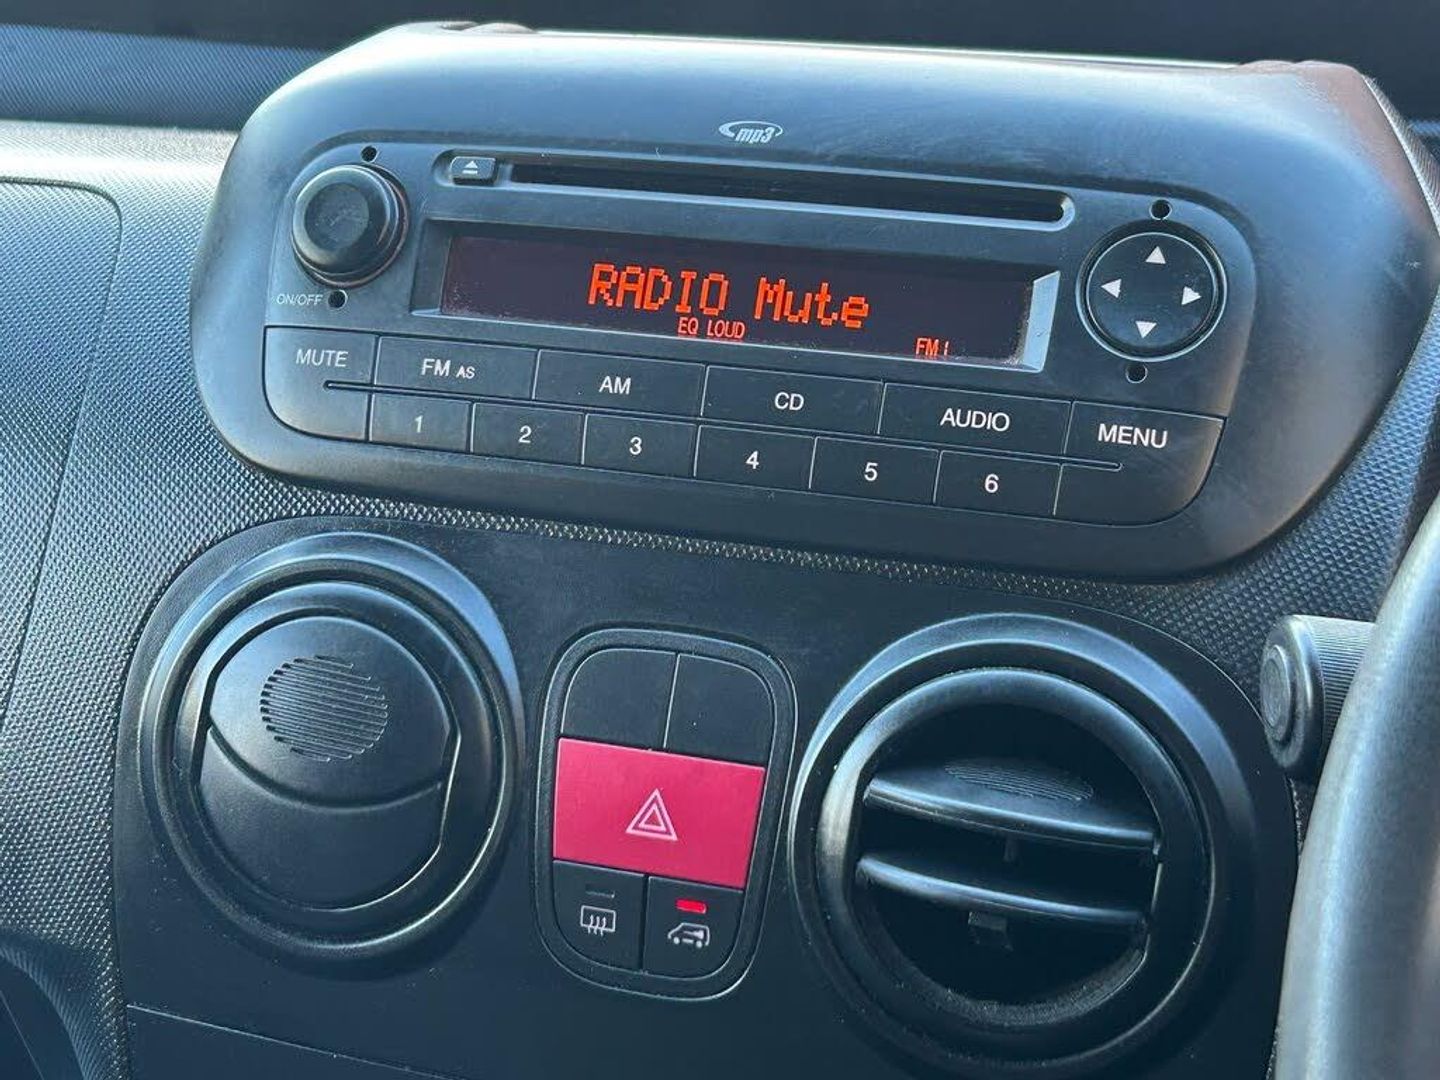 mp3
RADIO Mute
EQ LOUD
FM1
ON/OFF
MUTE
FM AS
AM
CD
AUDIO
MENU
1
2
3
4
5
6